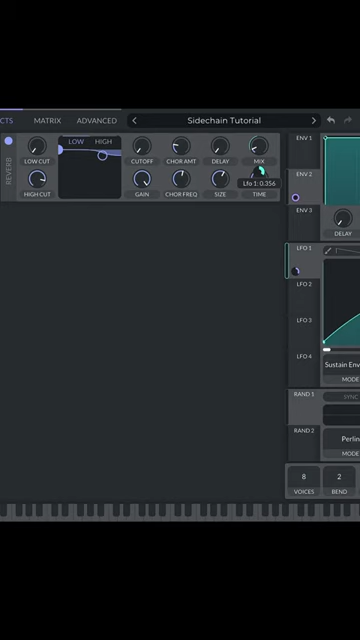 CTS MATRIX ADVANCED Sidechain Tutorial
REVERB
LOW HIGH
LOW CUT CUTOFF CHOR AMT DELAY MIX
Lfo 1: 0.356
HIGH CUT GAIN CHOR FREQ SIZE TIME
ENV 1
ENV 2
ENV 3
DELAY
LFO 1
LFO 2
LFO 3
LFO 4
Sustain Env
MODE
RAND 1
SYNC
RAND 2
Perlin
MODE
8 2
VOICES BEND